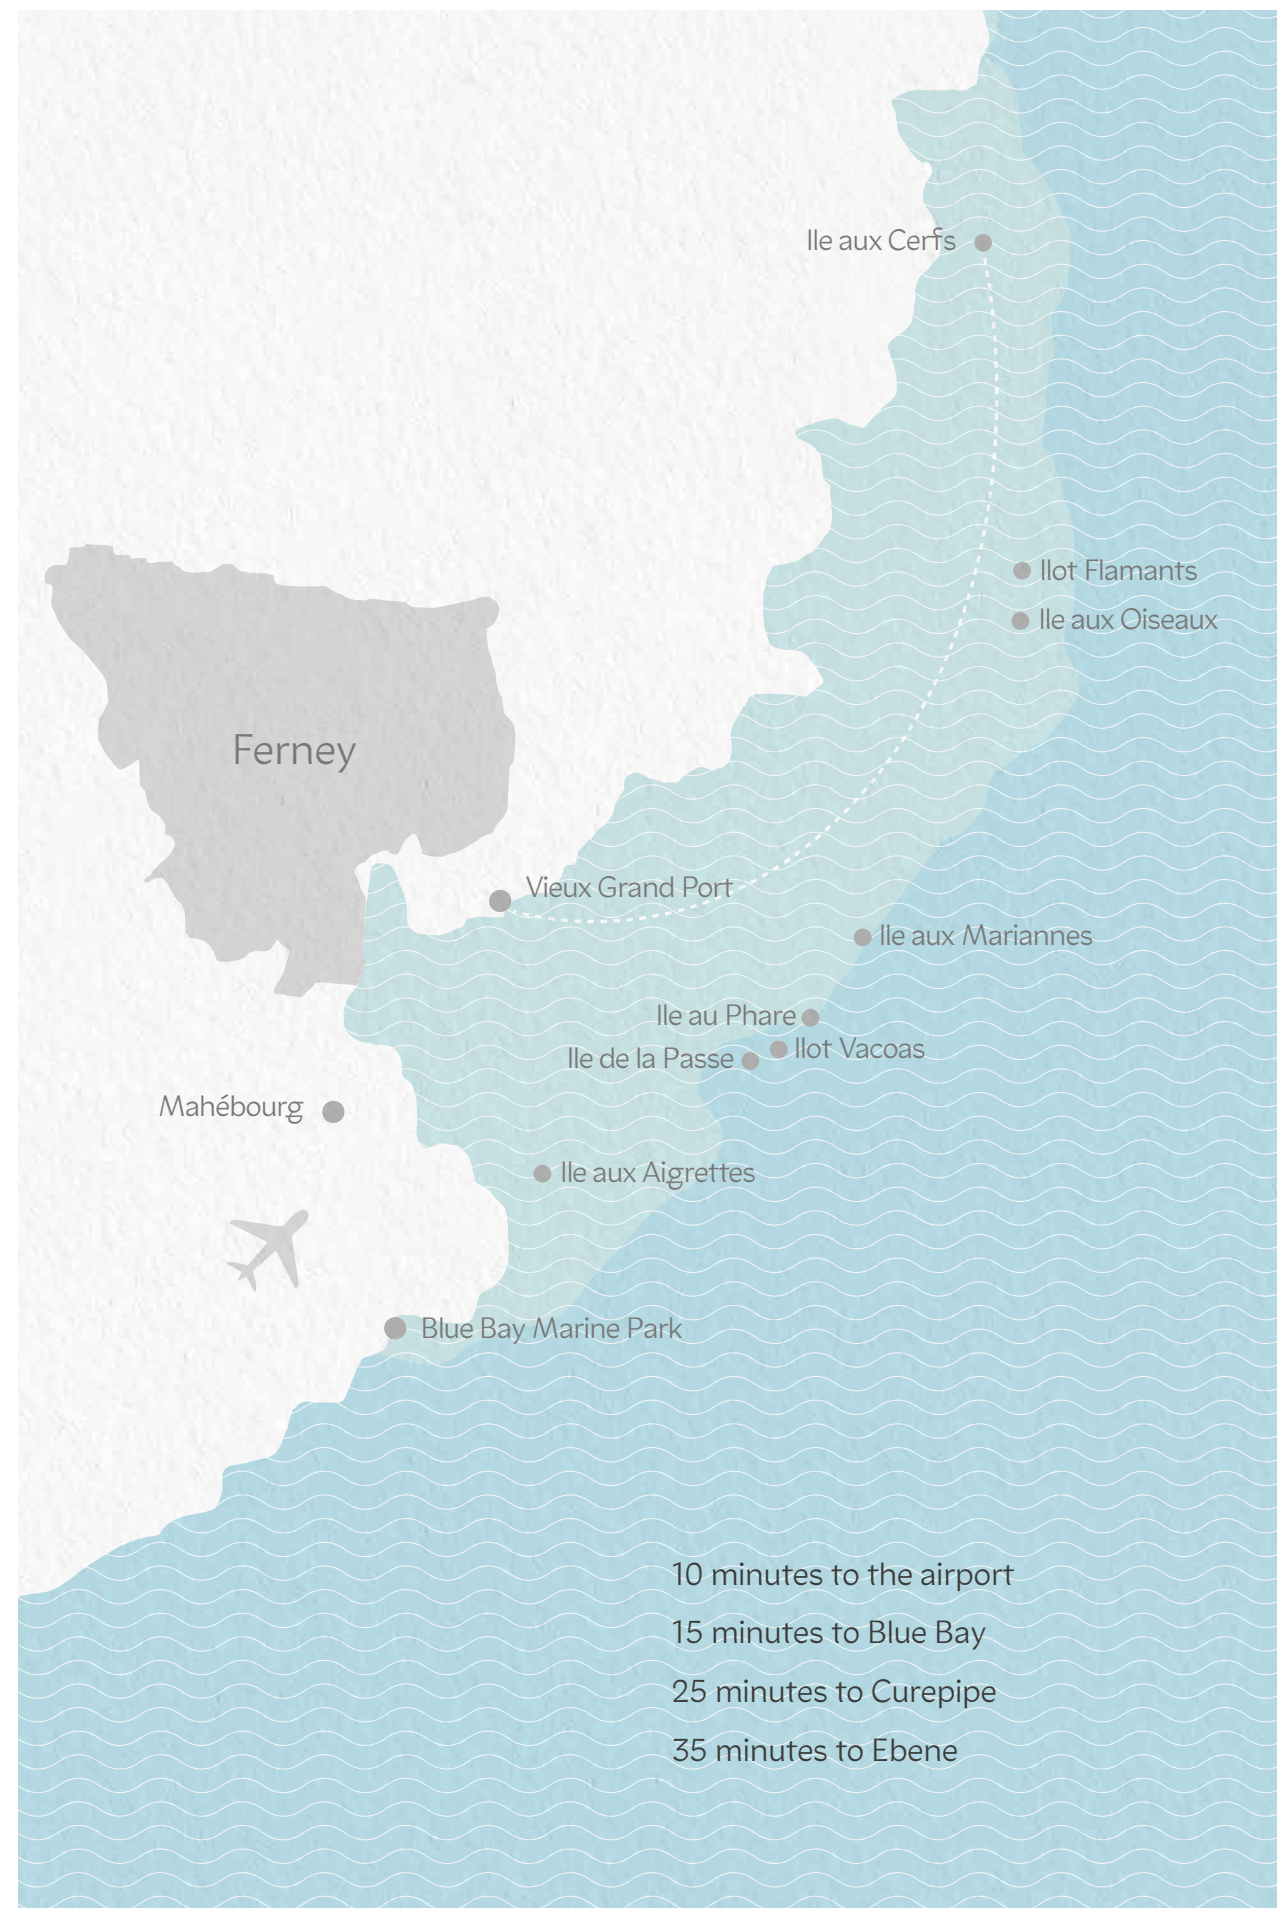 Ile aux Cerfs
Ilot Flamants
Ile aux Oiseaux
Ferney
Vieux Grand Port
Ile aux Mariannes
Ile au Phare
Ilot Vacoas
Ile de la Passe
Mahébourg
Ile aux Aigrettes
Blue Bay Marine Park
10 minutes to the airport
15 minutes to Blue Bay
25 minutes to Curepipe
35 minutes to Ebene